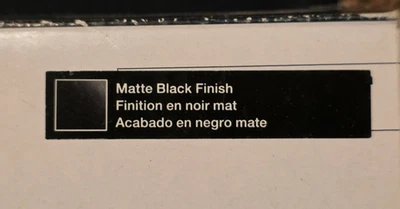 Matte Black Finish
Finition en noir mat
Acabado en negro mate